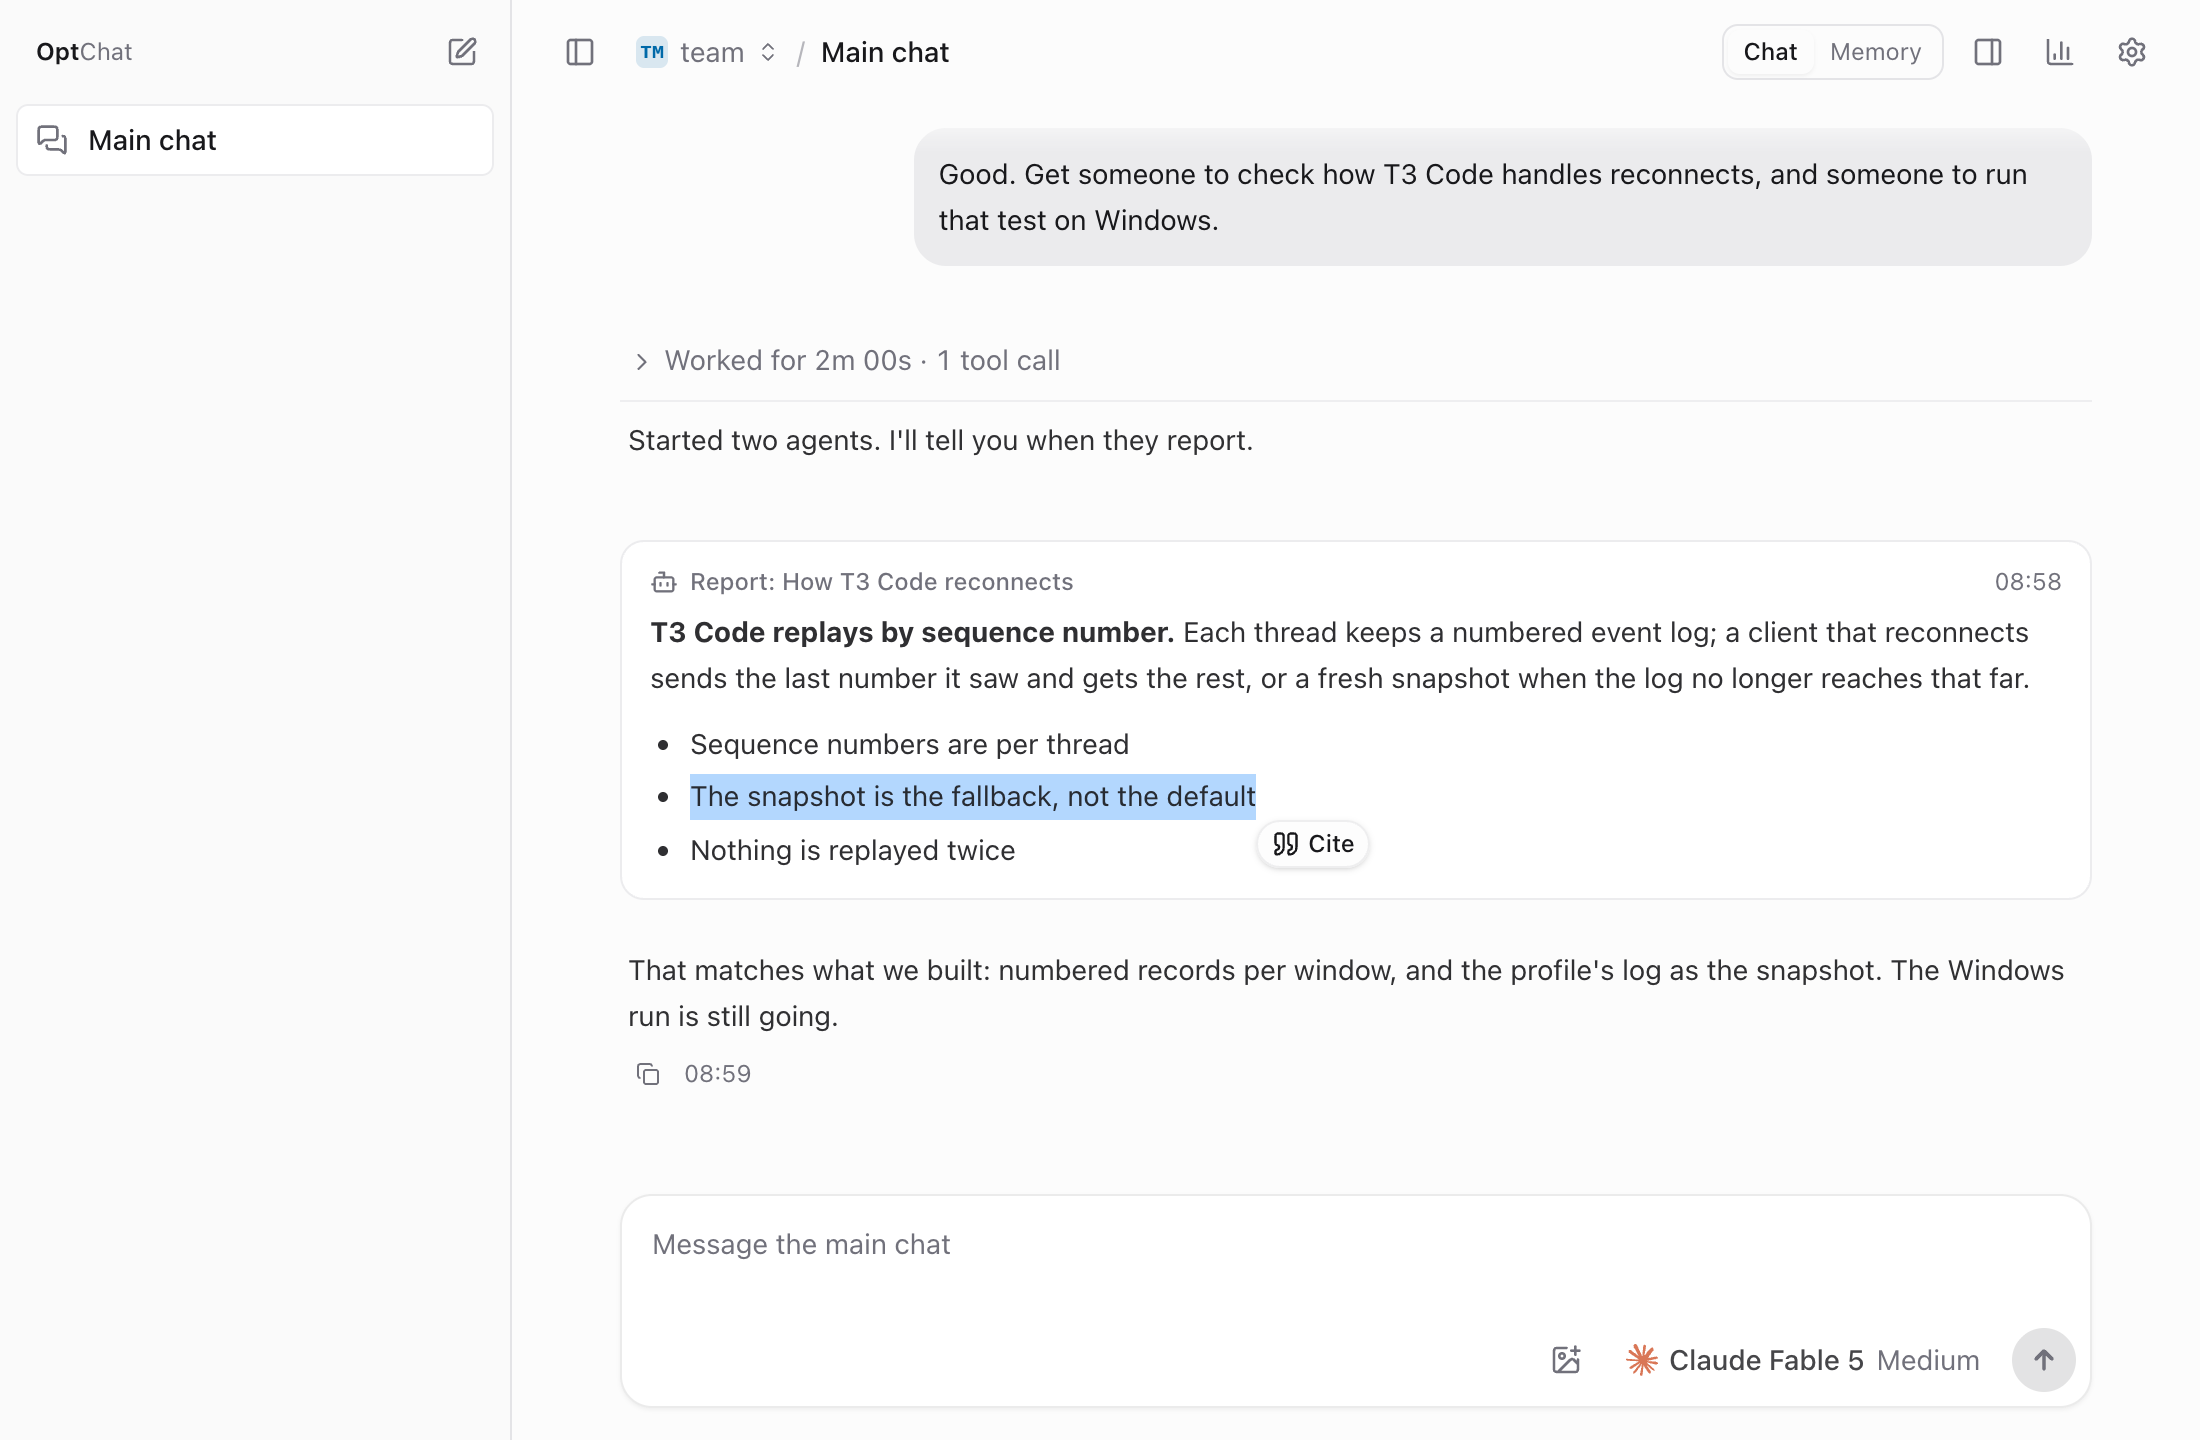 OptChat
Main chat
TM team / Main chat
Chat Memory
Good. Get someone to check how T3 Code handles reconnects, and someone to run
that test on Windows.
Worked for 2m 00s · 1 tool call
Started two agents. I'll tell you when they report.
Report: How T3 Code reconnects 08:58
T3 Code replays by sequence number. Each thread keeps a numbered event log; a client that reconnects
sends the last number it saw and gets the rest, or a fresh snapshot when the log no longer reaches that far.
• Sequence numbers are per thread
• The snapshot is the fallback, not the default
• Nothing is replayed twice
Cite
That matches what we built: numbered records per window, and the profile's log as the snapshot. The Windows
run is still going.
08:59
Message the main chat
Claude Fable 5 Medium